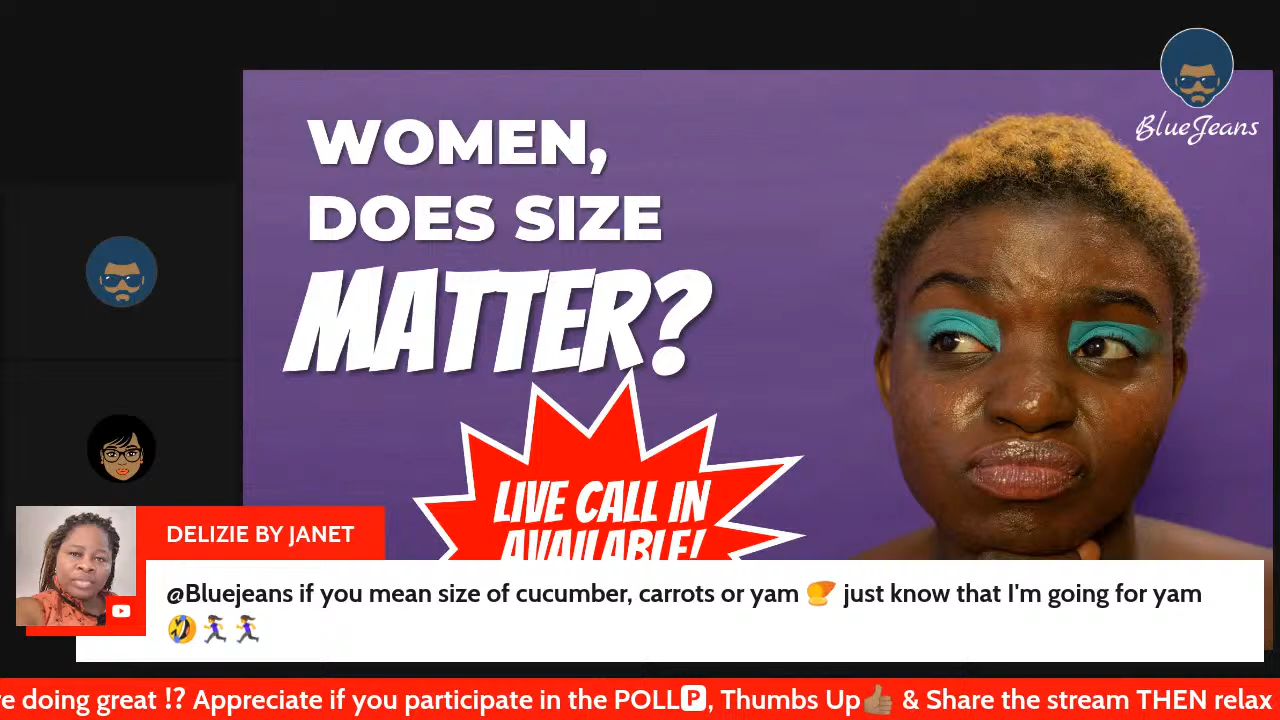 BlueJeans
WOMEN,
DOES SIZE
MATTER?
LIVE CALL IN
AVAILABLE!
DELIZIE BY JANET
@Bluejeans if you mean size of cucumber, carrots or yam 🍠 just know that I'm going for yam
🤣🏃‍♀️🏃‍♀️
doing great !? Appreciate if you participate in the POLL🅿, Thumbs Up👍🏽 & Share the stream THEN relax